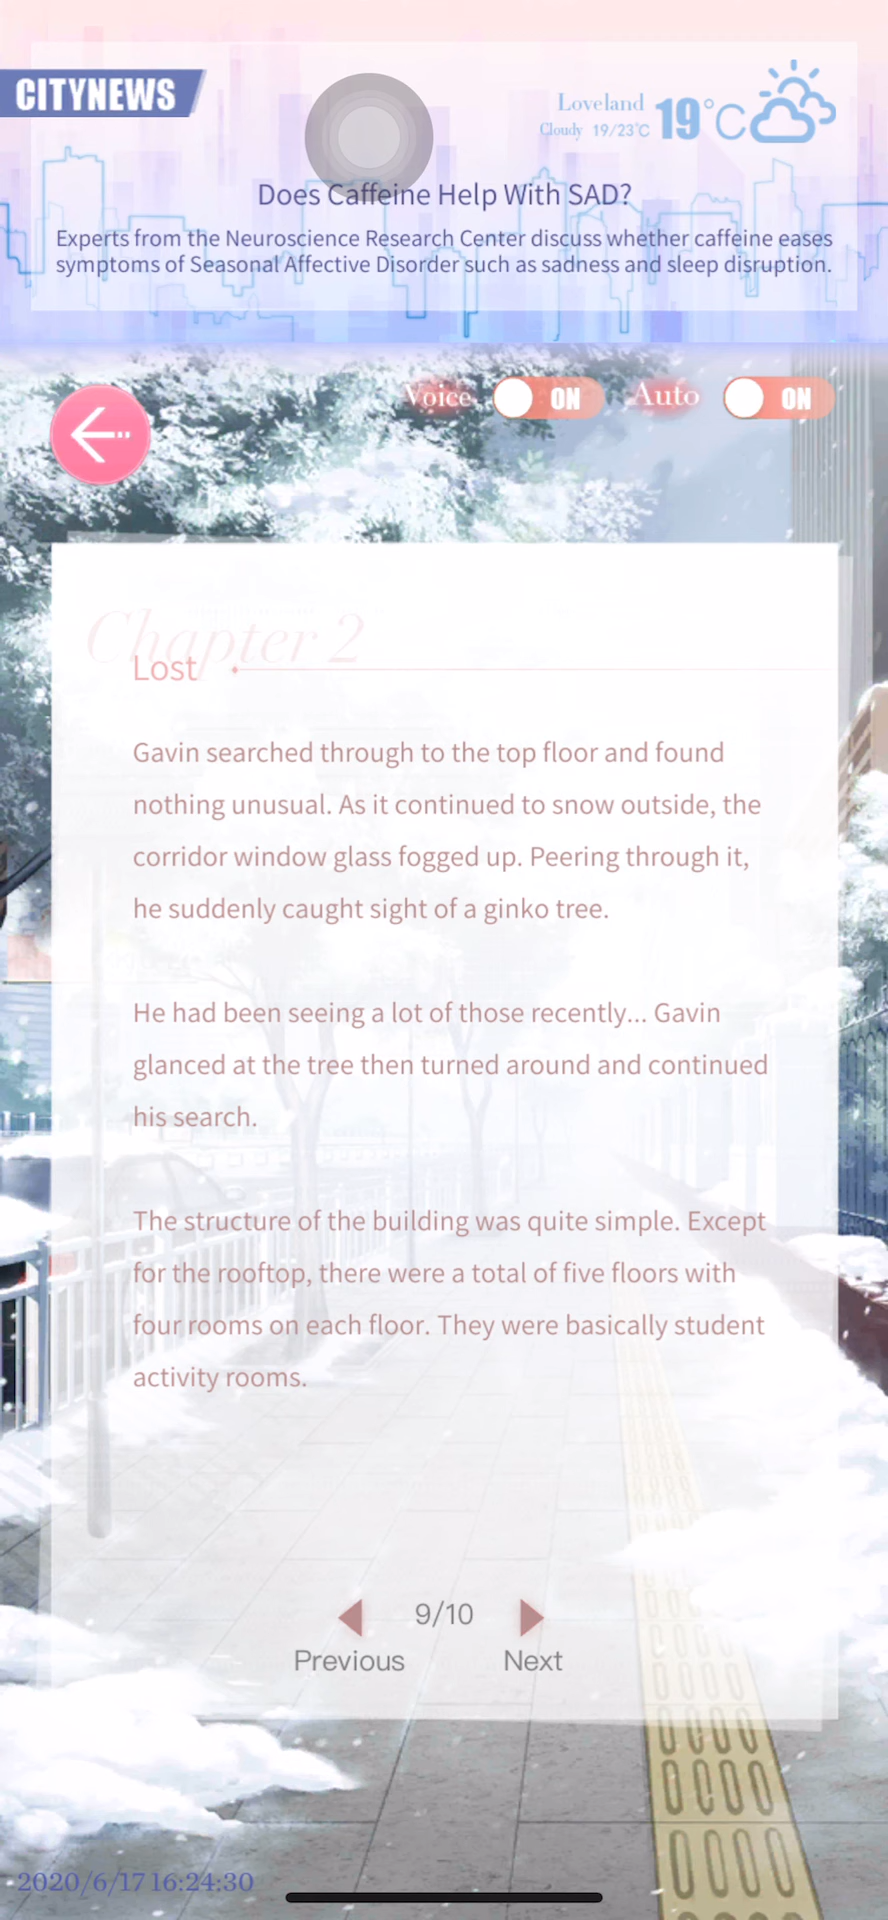 CITYNEWS
Loveland
Cloudy 19/23°C
19°C
Does Caffeine Help With SAD?
Experts from the Neuroscience Research Center discuss whether caffeine eases
symptoms of Seasonal Affective Disorder such as sadness and sleep disruption.
Voice ON Auto ON
Chapter 2
Lost
Gavin searched through to the top floor and found
nothing unusual. As it continued to snow outside, the
corridor window glass fogged up. Peering through it,
he suddenly caught sight of a ginko tree.
He had been seeing a lot of those recently... Gavin
glanced at the tree then turned around and continued
his search.
The structure of the building was quite simple. Except
for the rooftop, there were a total of five floors with
four rooms on each floor. They were basically student
activity rooms.
9/10
Previous Next
2020/6/17 16:24:30